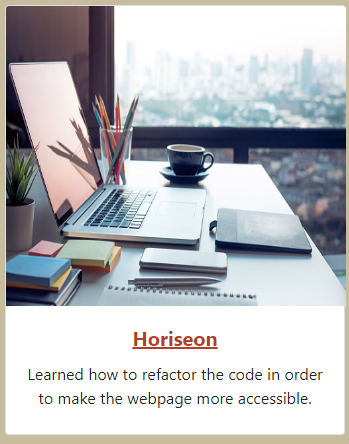 Horiseon
Learned how to refactor the code in order
to make the webpage more accessible.